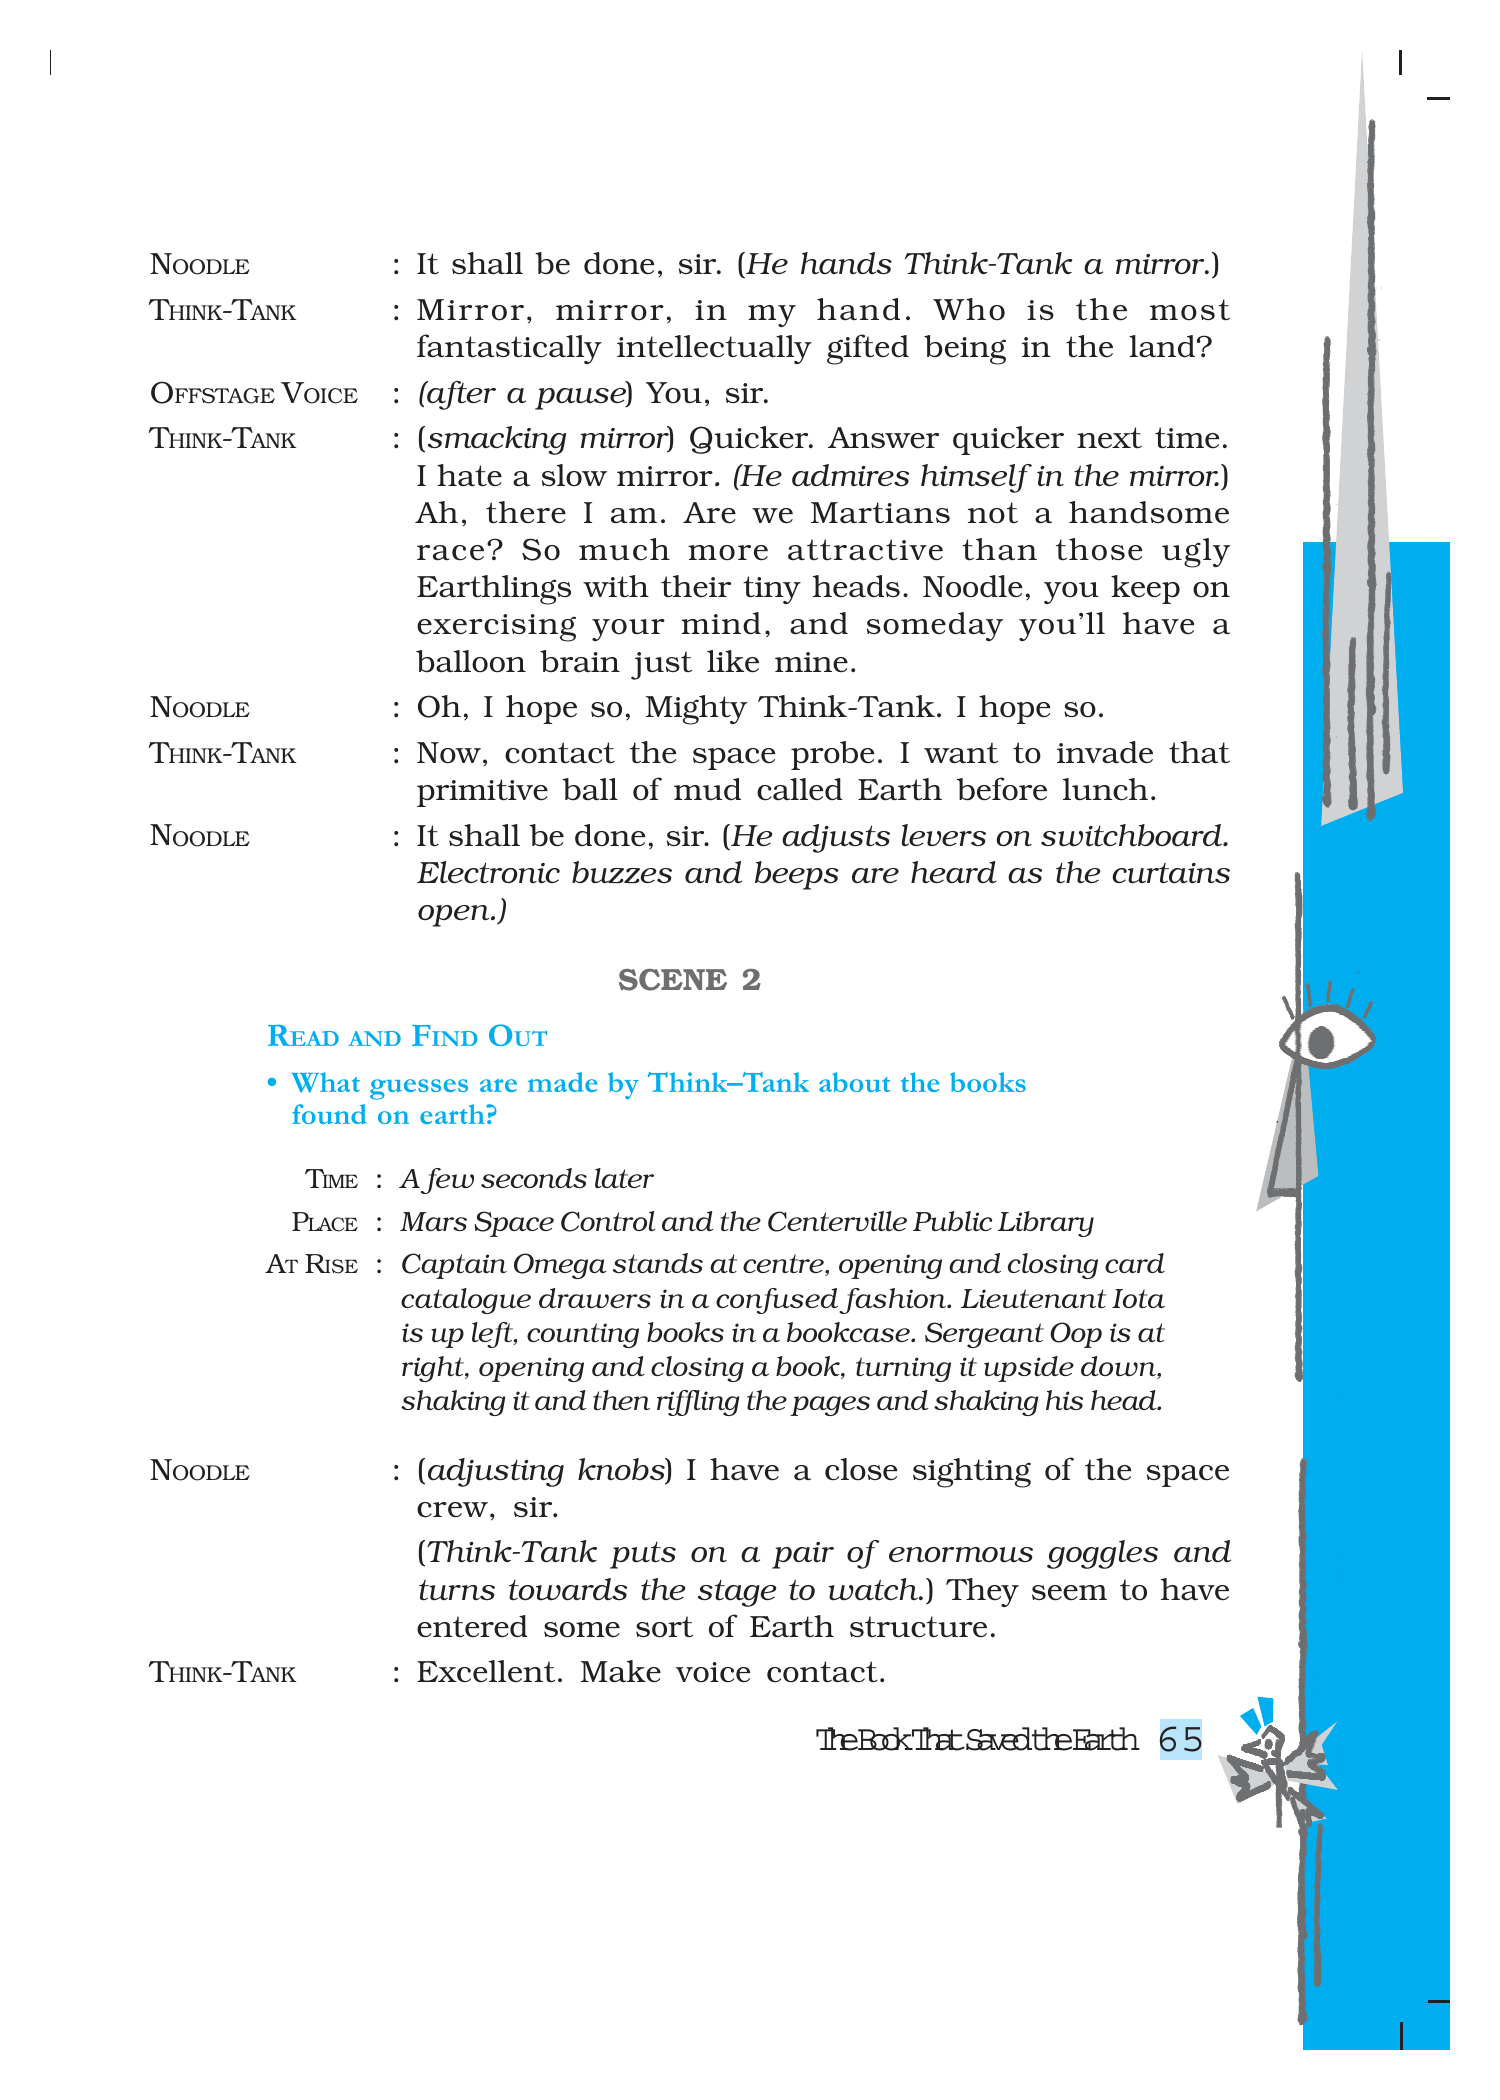 NOODLE : It shall be done, sir. (He hands Think-Tank a mirror.)
THINK-TANK : Mirror, mirror, in my hand. Who is the most
fantastically intellectually gifted being in the land?
OFFSTAGE VOICE : (after a pause) You, sir.
THINK-TANK : (smacking mirror) Quicker. Answer quicker next time.
I hate a slow mirror. (He admires himself in the mirror.)
Ah, there I am. Are we Martians not a handsome
race? So much more attractive than those ugly
Earthlings with their tiny heads. Noodle, you keep on
exercising your mind, and someday you’ll have a
balloon brain just like mine.
NOODLE : Oh, I hope so, Mighty Think-Tank. I hope so.
THINK-TANK : Now, contact the space probe. I want to invade that
primitive ball of mud called Earth before lunch.
NOODLE : It shall be done, sir. (He adjusts levers on switchboard.
Electronic buzzes and beeps are heard as the curtains
open.)
SCENE 2
READ AND FIND OUT
• What guesses are made by Think–Tank about the books
found on earth?
TIME : A few seconds later
PLACE : Mars Space Control and the Centerville Public Library
AT RISE : Captain Omega stands at centre, opening and closing card
catalogue drawers in a confused fashion. Lieutenant Iota
is up left, counting books in a bookcase. Sergeant Oop is at
right, opening and closing a book, turning it upside down,
shaking it and then riffling the pages and shaking his head.
NOODLE : (adjusting knobs) I have a close sighting of the space
crew, sir.
(Think-Tank puts on a pair of enormous goggles and
turns towards the stage to watch.) They seem to have
entered some sort of Earth structure.
THINK-TANK : Excellent. Make voice contact.
The Book That Saved the Earth 65